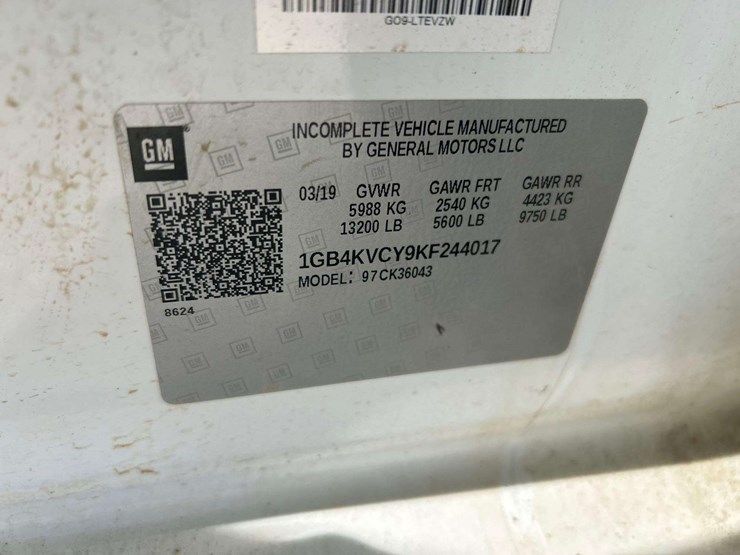 GO9-LTEVZW
GM
INCOMPLETE VEHICLE MANUFACTURED
BY GENERAL MOTORS LLC
03/19 GVWR GAWR FRT GAWR RR
5988 KG 2540 KG 4423 KG
13200 LB 5600 LB 9750 LB
1GB4KVCY9KF244017
MODEL: 97CK36043
8624